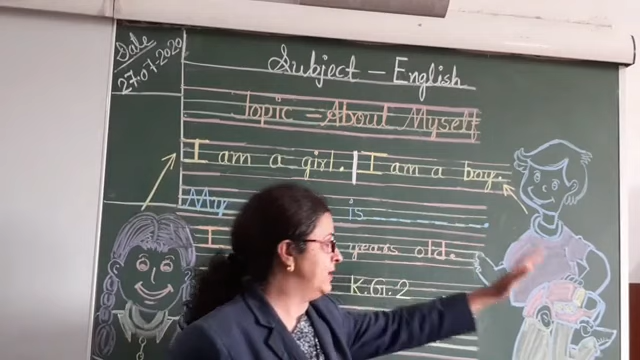 Date
27.07.2020
Subject - English
Topic - About Myself
I am a girl. | I am a boy.
My is
I years old.
K.G. 2